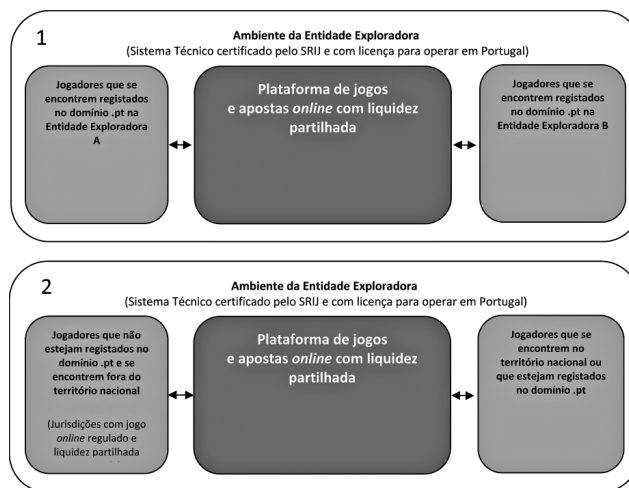 1
Ambiente da Entidade Exploradora
(Sistema Técnico certificado pelo SRIJ e com licença para operar em Portugal)
Jogadores que se
encontrem registados
no domínio .pt na
Entidade Exploradora
A
Plataforma de jogos
e apostas online com liquidez
partilhada
Jogadores que se
encontrem registados
no domínio .pt na
Entidade Exploradora B
2
Ambiente da Entidade Exploradora
(Sistema Técnico certificado pelo SRIJ e com licença para operar em Portugal)
Jogadores que não
estejam registados no
domínio .pt e se
encontrem fora do
território nacional
(Jurisdições com jogo
online regulado e
liquidez partilhada
Plataforma de jogos
e apostas online com liquidez
partilhada
Jogadores que se
encontrem no
território nacional ou
que estejam registados
no domínio .pt